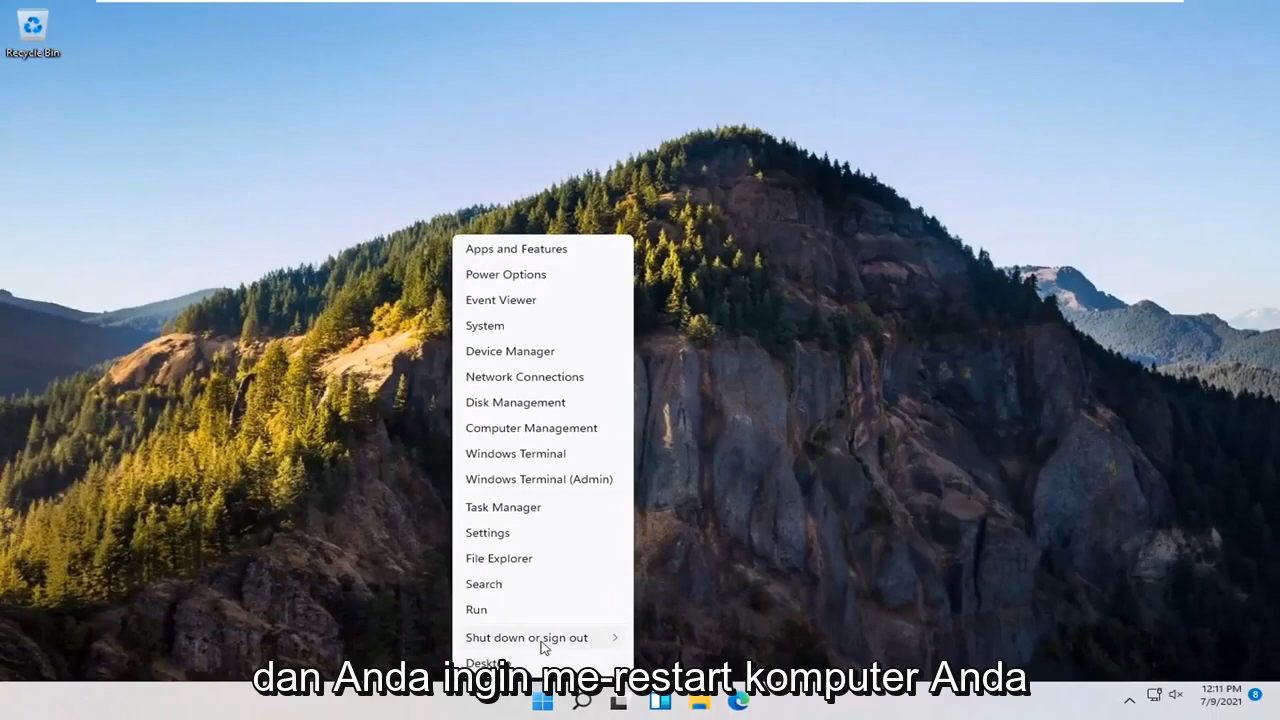 Recycle Bin
Apps and Features
Power Options
Event Viewer
System
Device Manager
Network Connections
Disk Management
Computer Management
Windows Terminal
Windows Terminal (Admin)
Task Manager
Settings
File Explorer
Search
Run
Shut down or sign out
Desktop
dan Anda ingin me-restart komputer Anda
12:11 PM
7/9/2021
8